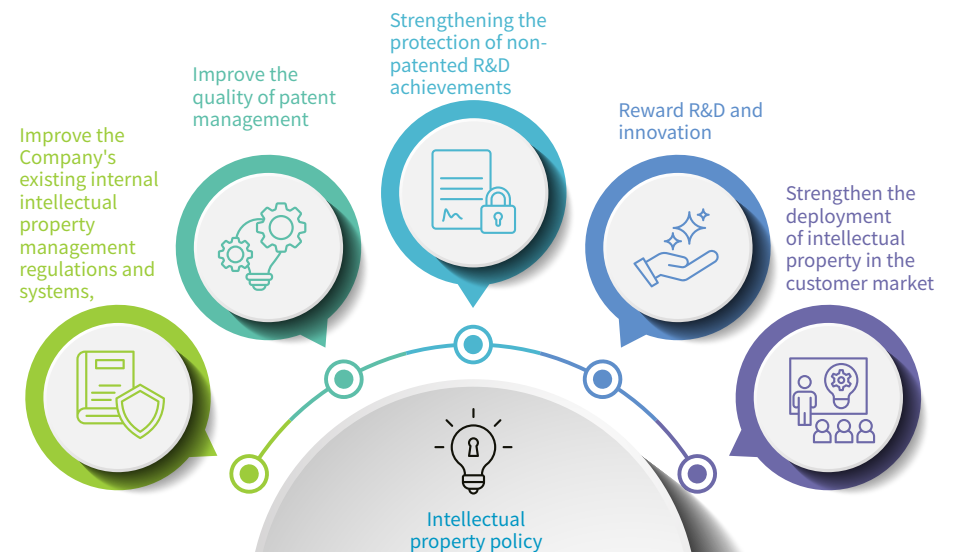 Improve the
Company's
existing internal
intellectual
property
management
regulations and
systems,
Improve the
quality of patent
management
Strengthening the
protection of non-
patented R&D
achievements
Reward R&D and
innovation
Strengthen the
deployment
of intellectual
property in the
customer market
Intellectual
property policy